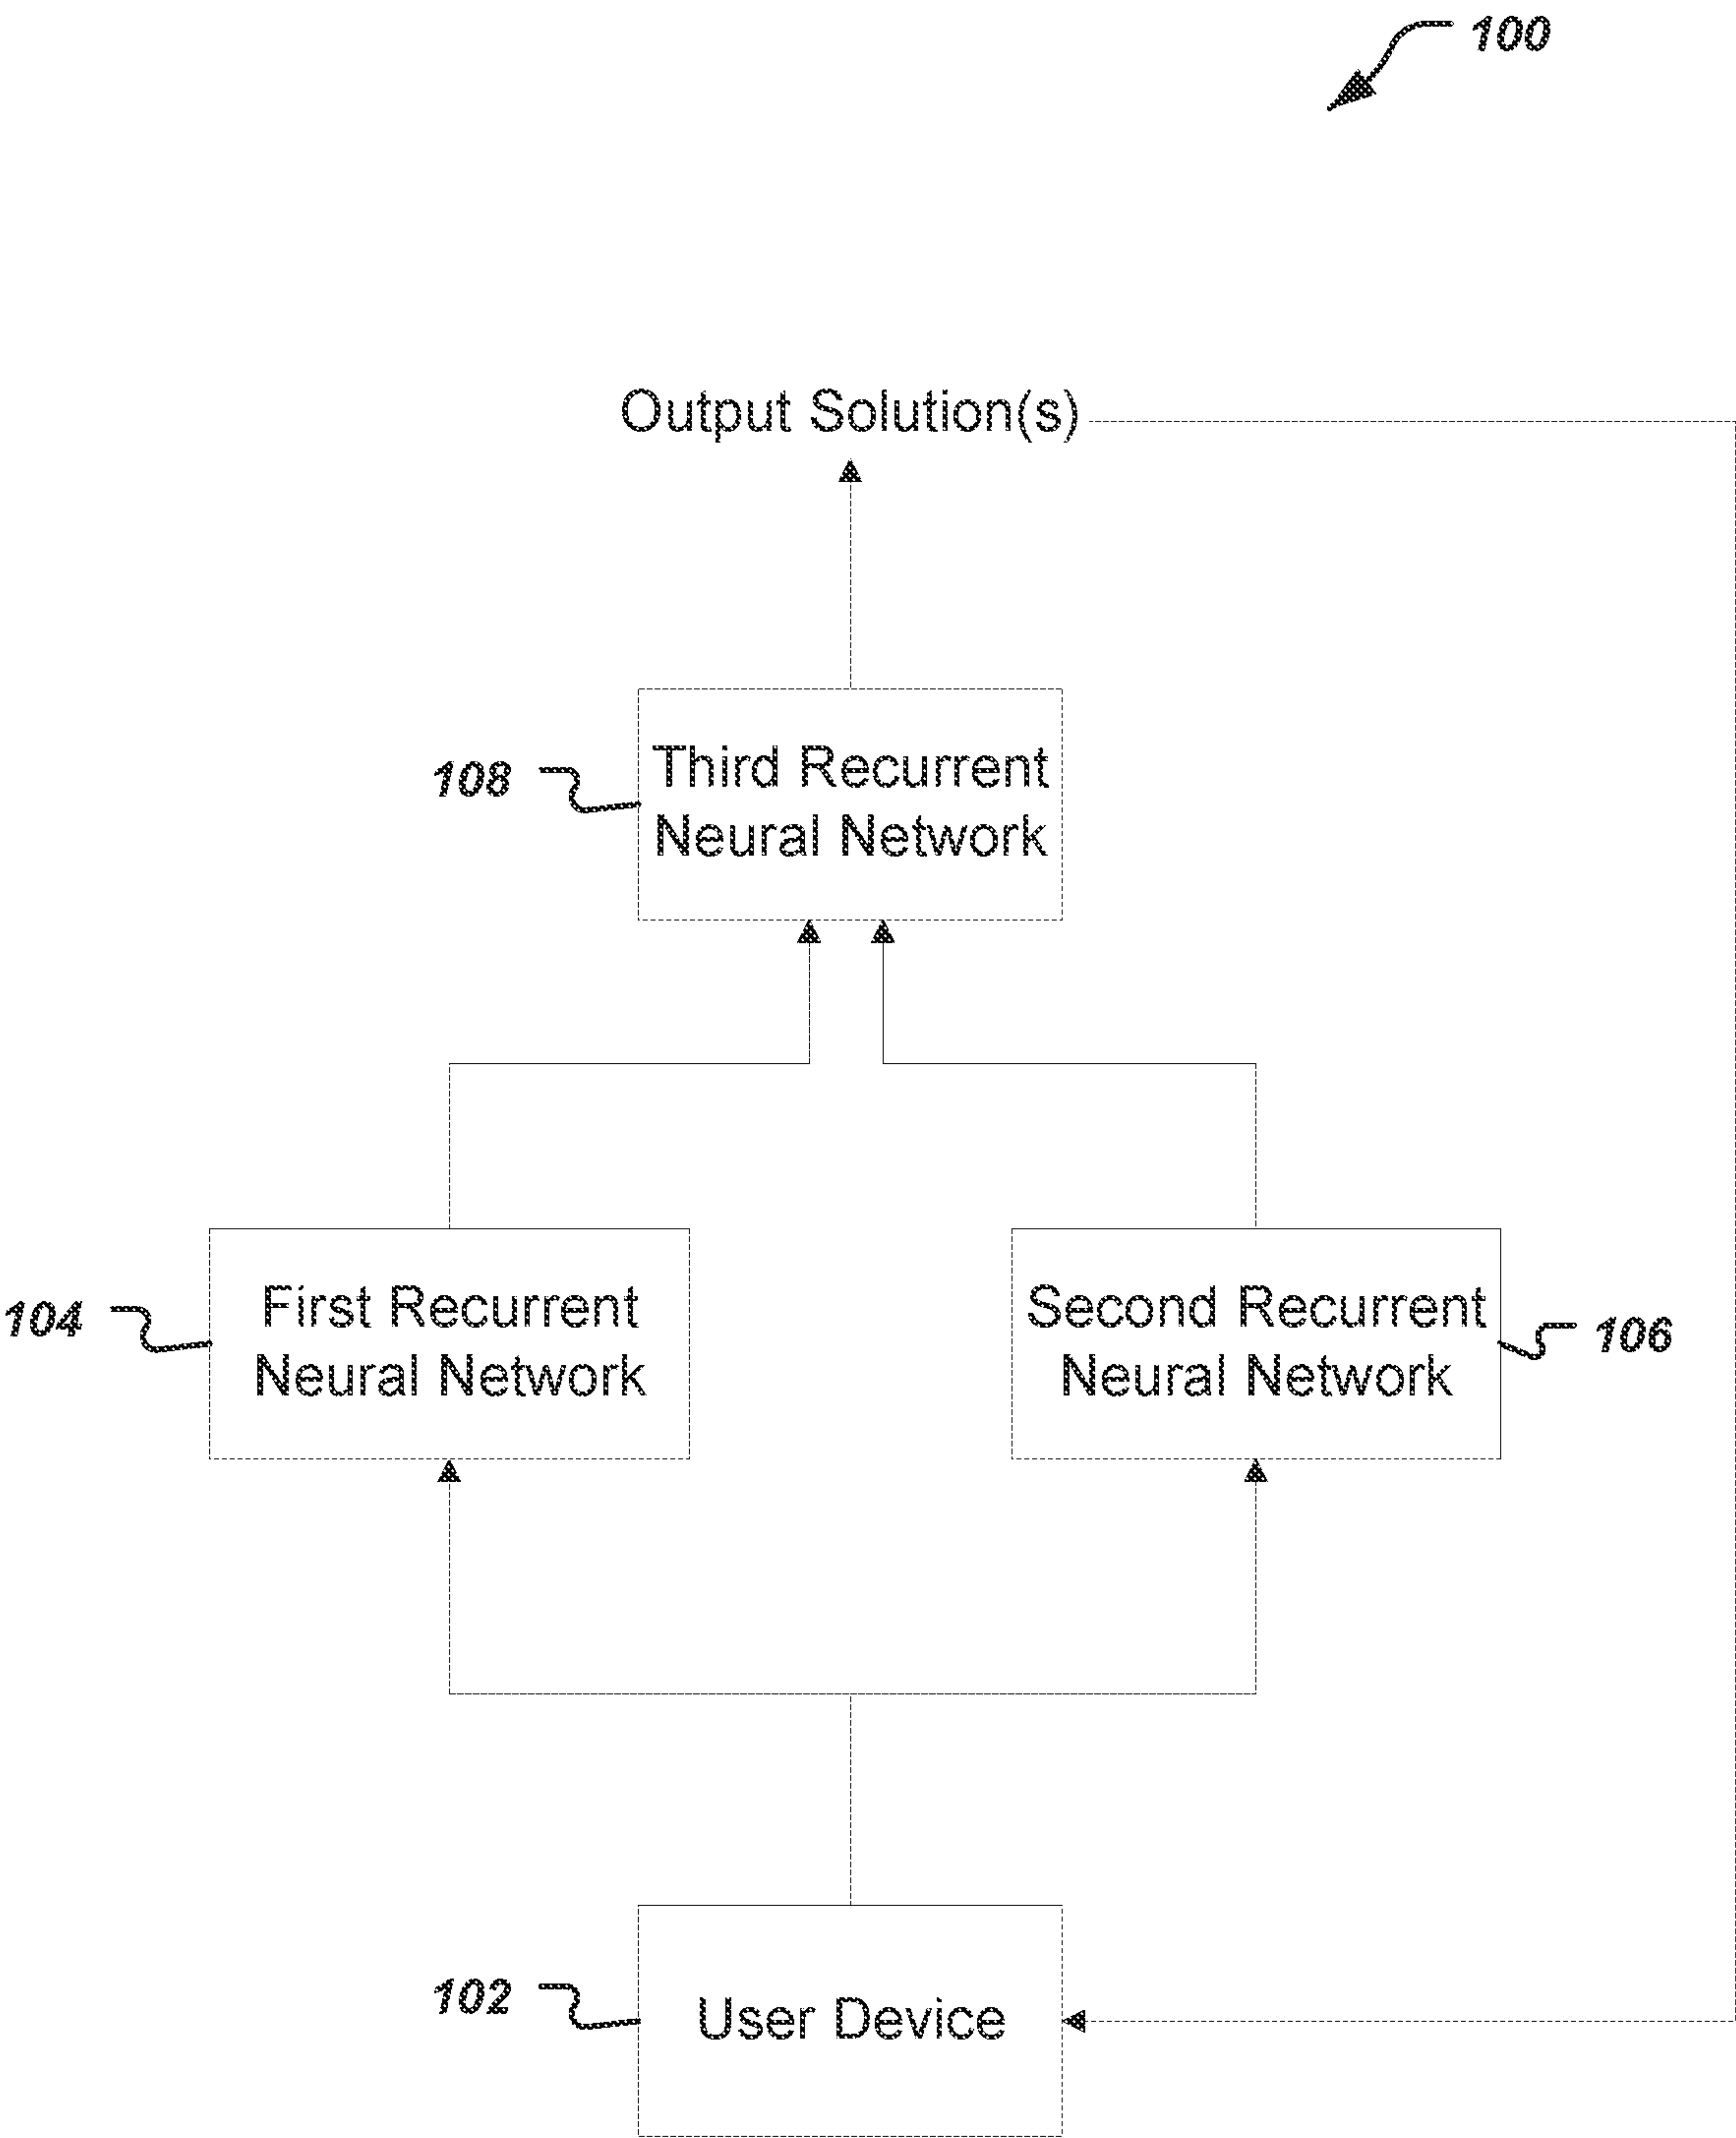 100
Output Solution(s)
108
Third Recurrent
Neural Network
104
First Recurrent
Neural Network
Second Recurrent
Neural Network
106
102
User Device